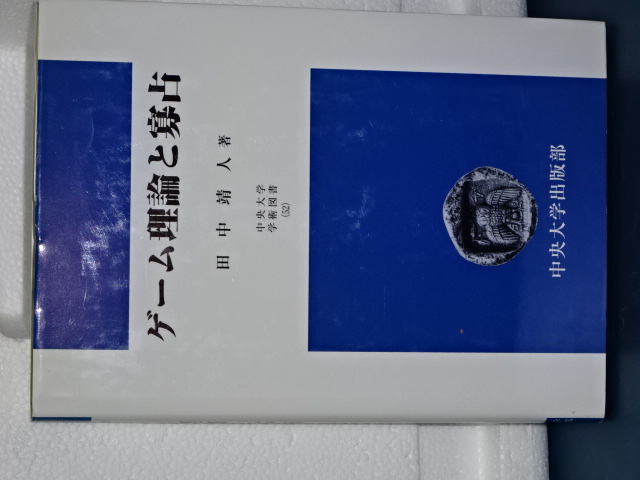 ゲーム理論と寡占
田中靖人 著
中央大学
学術図書
(52)
中央大学出版部